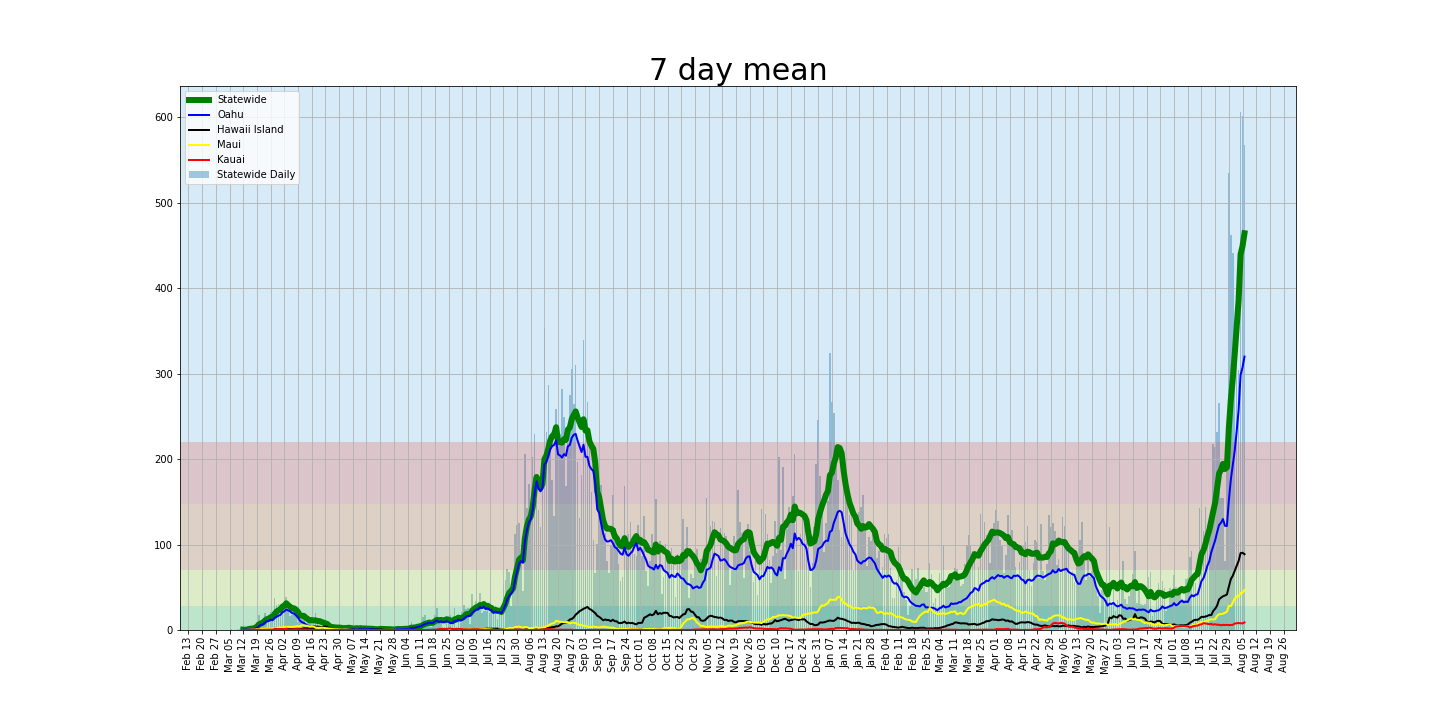 7 day mean
Statewide
Oahu
Hawaii Island
Maui
Kauai
Statewide Daily
600
500
400
300
200
100
0
Feb 13
Feb 20
Feb 27
Mar 05
Mar 12
Mar 19
Mar 26
Apr 02
Apr 09
Apr 16
Apr 23
Apr 30
May 07
May 14
May 21
May 28
Jun 04
Jun 11
Jun 18
Jun 25
Jul 02
Jul 09
Jul 16
Jul 23
Jul 30
Aug 06
Aug 13
Aug 20
Aug 27
Sep 03
Sep 10
Sep 17
Sep 24
Oct 01
Oct 08
Oct 15
Oct 22
Oct 29
Nov 05
Nov 12
Nov 19
Nov 26
Dec 03
Dec 10
Dec 17
Dec 24
Dec 31
Jan 07
Jan 14
Jan 21
Jan 28
Feb 04
Feb 11
Feb 18
Feb 25
Mar 04
Mar 11
Mar 18
Mar 25
Apr 01
Apr 08
Apr 15
Apr 22
Apr 29
May 06
May 13
May 20
May 27
Jun 03
Jun 10
Jun 17
Jun 24
Jul 01
Jul 08
Jul 15
Jul 22
Jul 29
Aug 05
Aug 12
Aug 19
Aug 26